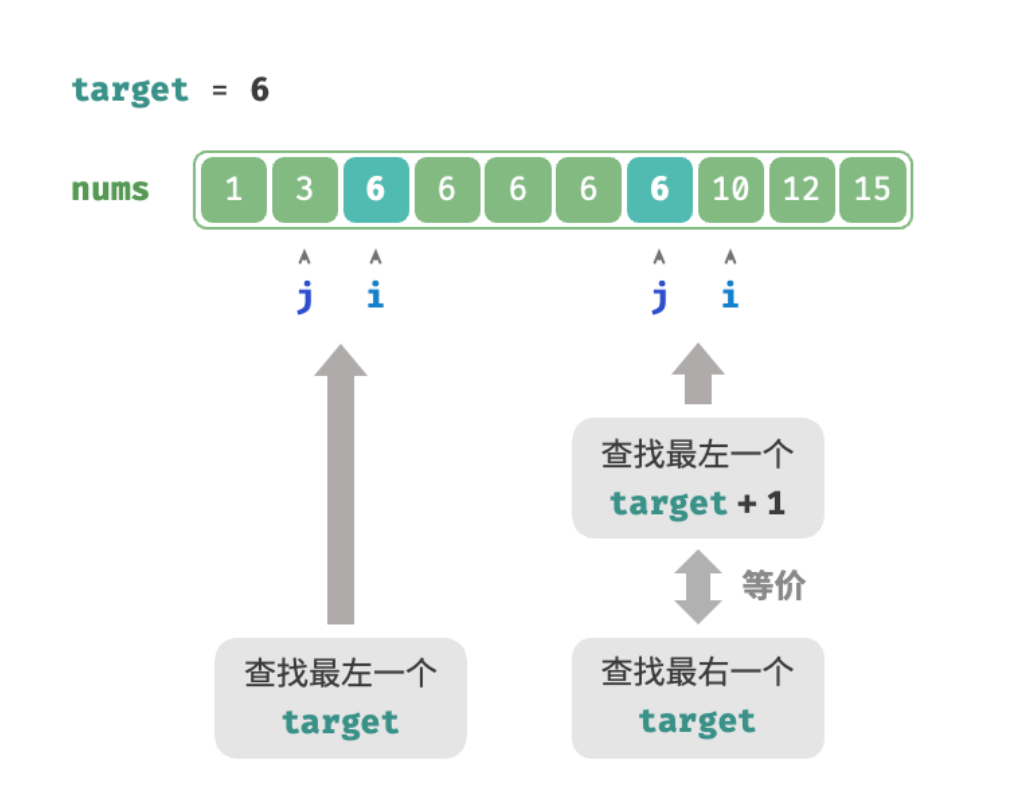 target = 6
nums 1 3 6 6 6 6 6 10 12 15
j i j i
查找最左一个
target + 1
等价
查找最左一个
target
查找最右一个
target